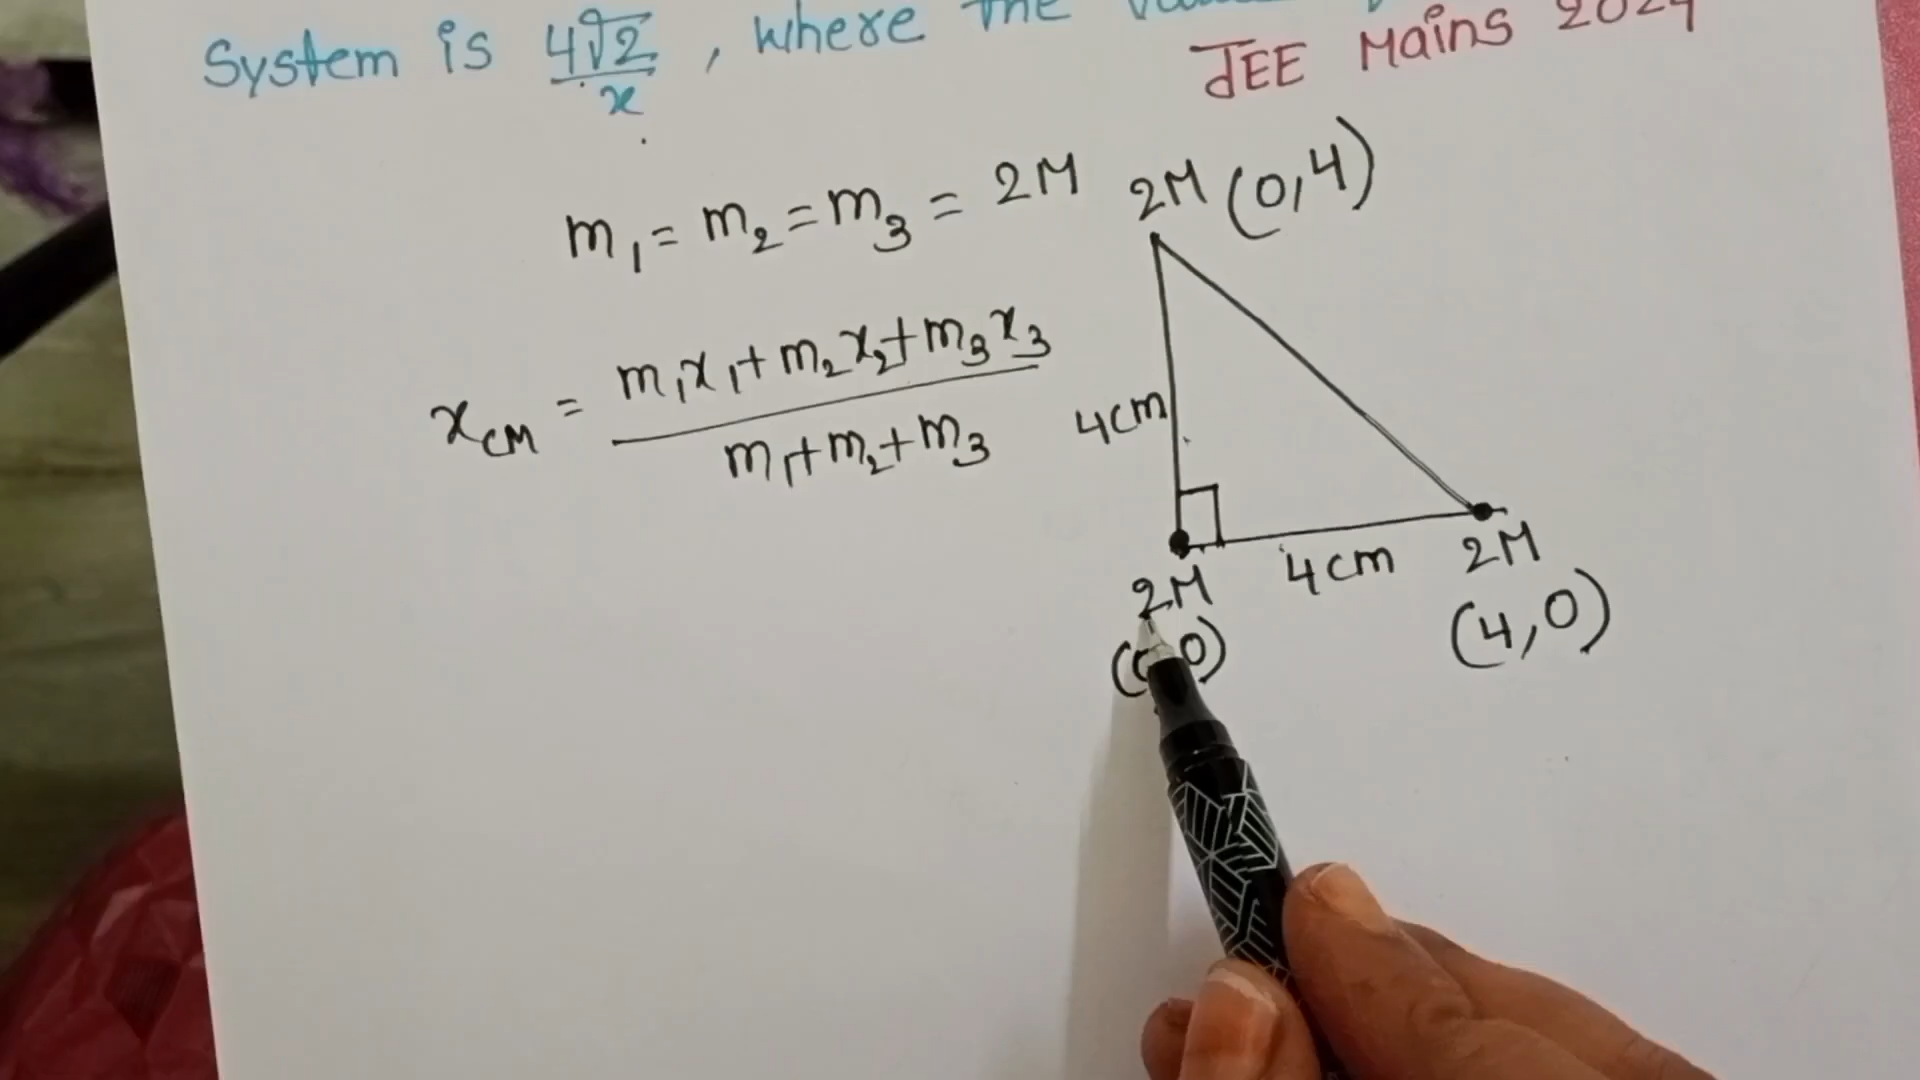 System is 4√2/x , where the
JEE Mains 2024
m₁ = m₂ = m₃ = 2M
2M (0,4)
x_CM = m₁x₁+m₂x₂+m₃x₃ / m₁+m₂+m₃
4cm
4cm
2M
2M
(4,0)
0)